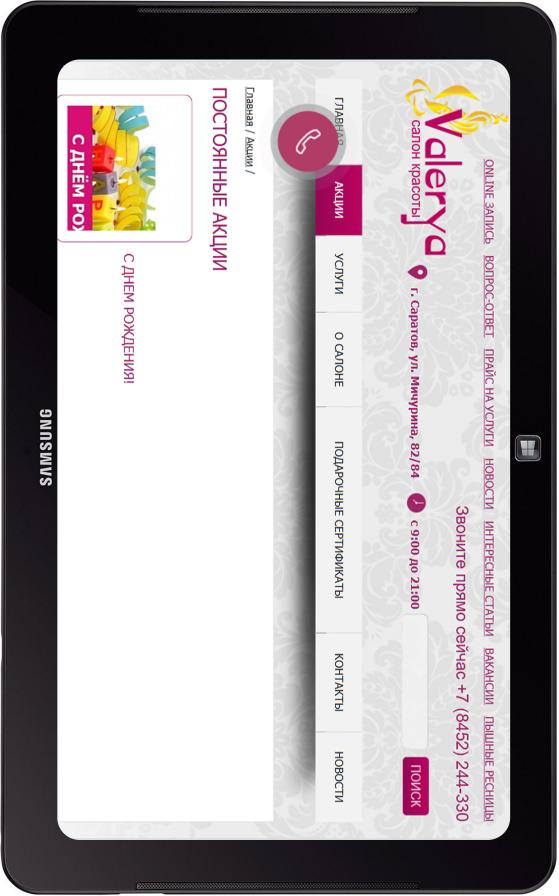 ONLINE ЗАПИСЬ ВОПРОС-ОТВЕТ ПРАЙС НА УСЛУГИ НОВОСТИ ИНТЕРЕСНЫЕ СТАТЬИ ВАКАНСИИ ПЫШНЫЕ РЕСНИЦЫ
Valerya
салон красоты
Звоните прямо сейчас +7 (8452) 244-330
г. Саратов, ул. Мичурина, 82/84 с 9:00 до 21:00
ПОИСК
ГЛАВНАЯ АКЦИИ УСЛУГИ О САЛОНЕ ПОДАРОЧНЫЕ СЕРТИФИКАТЫ КОНТАКТЫ НОВОСТИ
Главная / Акции /
ПОСТОЯННЫЕ АКЦИИ
С ДНЕМ РОЖДЕНИЯ!
С ДНЁМ РОЖ
SAMSUNG